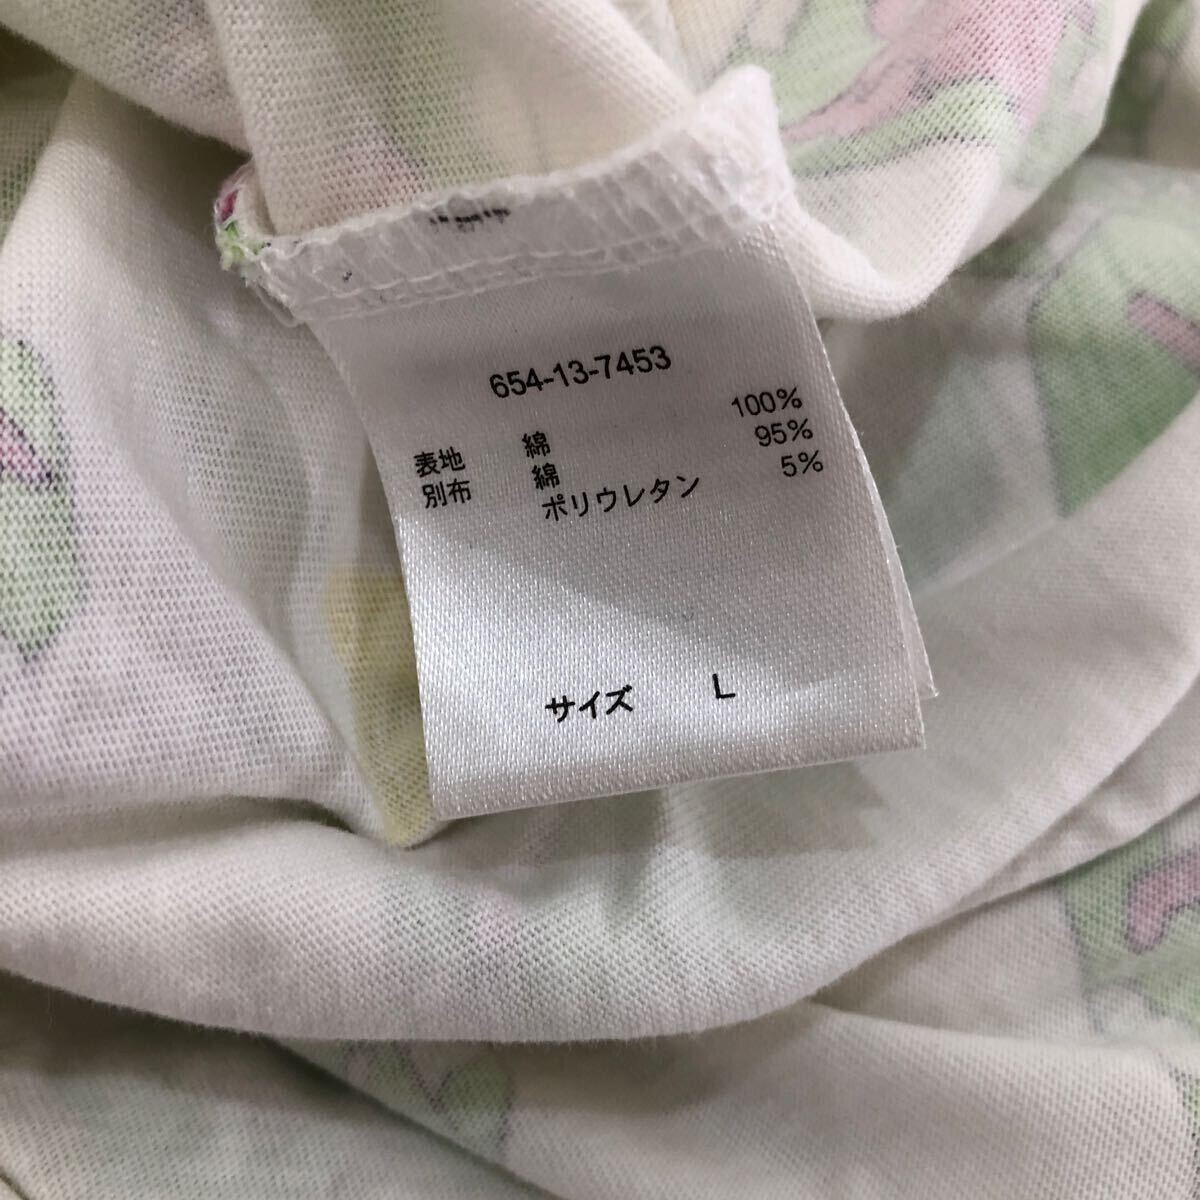 654-13-7453
表地 綿 100%
別布 綿 95%
ポリウレタン 5%
サイズ L